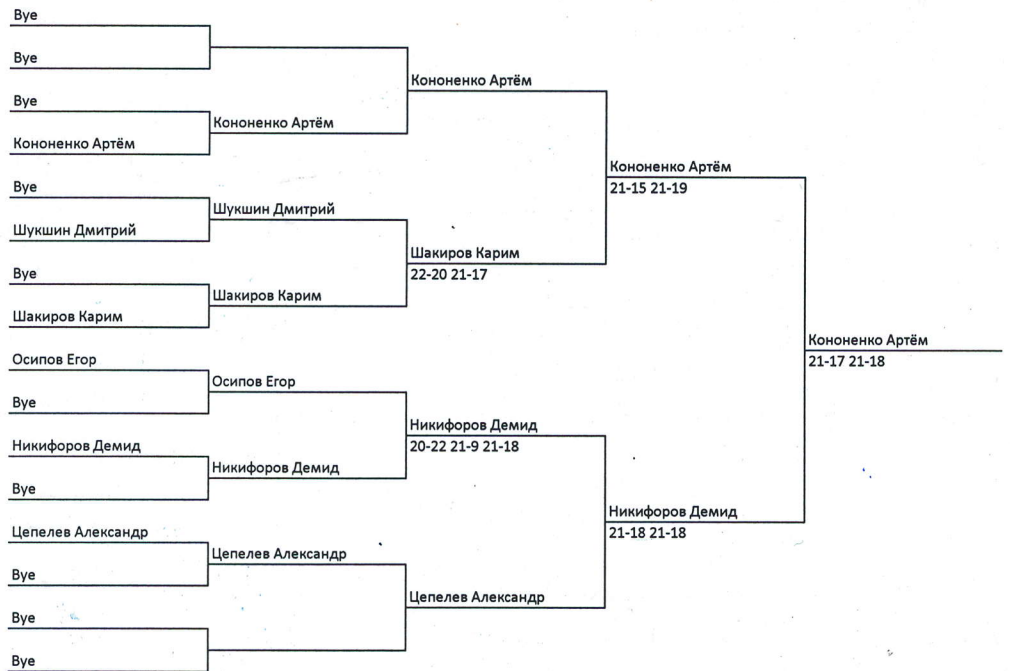 Bye
Bye
Bye
Кононенко Артём
Bye
Шукшин Дмитрий
Bye
Шакиров Карим
Осипов Егор
Bye
Никифоров Демид
Bye
Цепелев Александр
Bye
Bye
Bye
Кононенко Артём
Шукшин Дмитрий
Шакиров Карим
Осипов Егор
Никифоров Демид
Цепелев Александр
Кононенко Артём
Шакиров Карим
22-20 21-17
Никифоров Демид
20-22 21-9 21-18
Цепелев Александр
Кононенко Артём
21-15 21-19
Никифоров Демид
21-18 21-18
Кононенко Артём
21-17 21-18